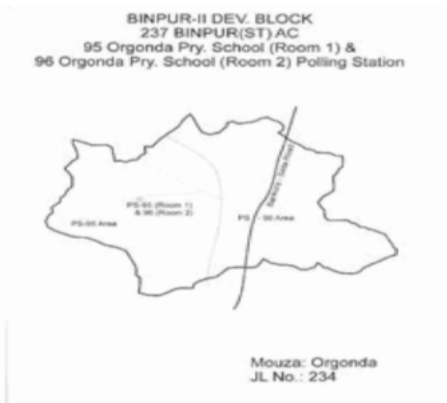 BINPUR-II DEV. BLOCK
237 BINPUR(ST) AC
95 Orgonda Pry. School (Room 1) &
96 Orgonda Pry. School (Room 2) Polling Station
PS-95 (Room 1)
& 96 (Room 2)
PS-95 Area
PS - 96 Area
Road
Mouza: Orgonda
JL No.: 234